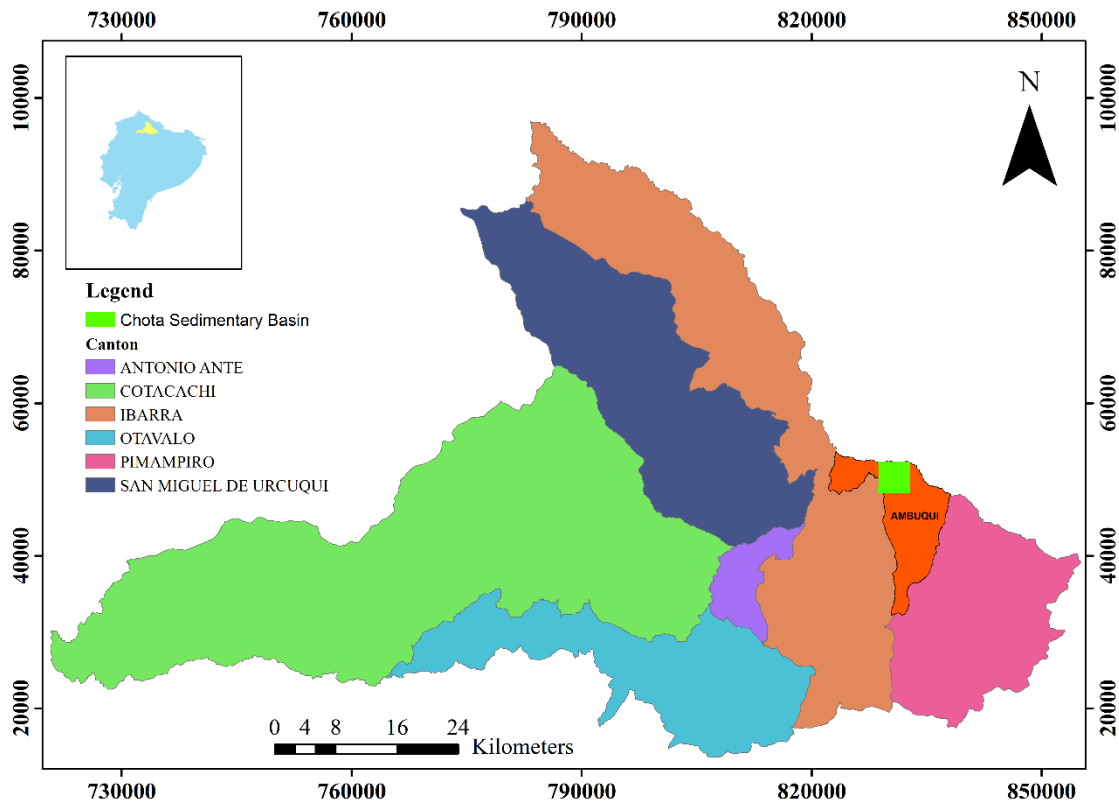 730000 760000 790000 820000 850000
N
100000 100000
80000 80000
Legend
Chota Sedimentary Basin
Canton
ANTONIO ANTE
COTACACHI
IBARRA
OTAVALO
PIMAMPIRO
SAN MIGUEL DE URCUQUI
60000 60000
AMBUQUI
40000 40000
20000 20000
0 4 8 16 24
Kilometers
730000 760000 790000 820000 850000